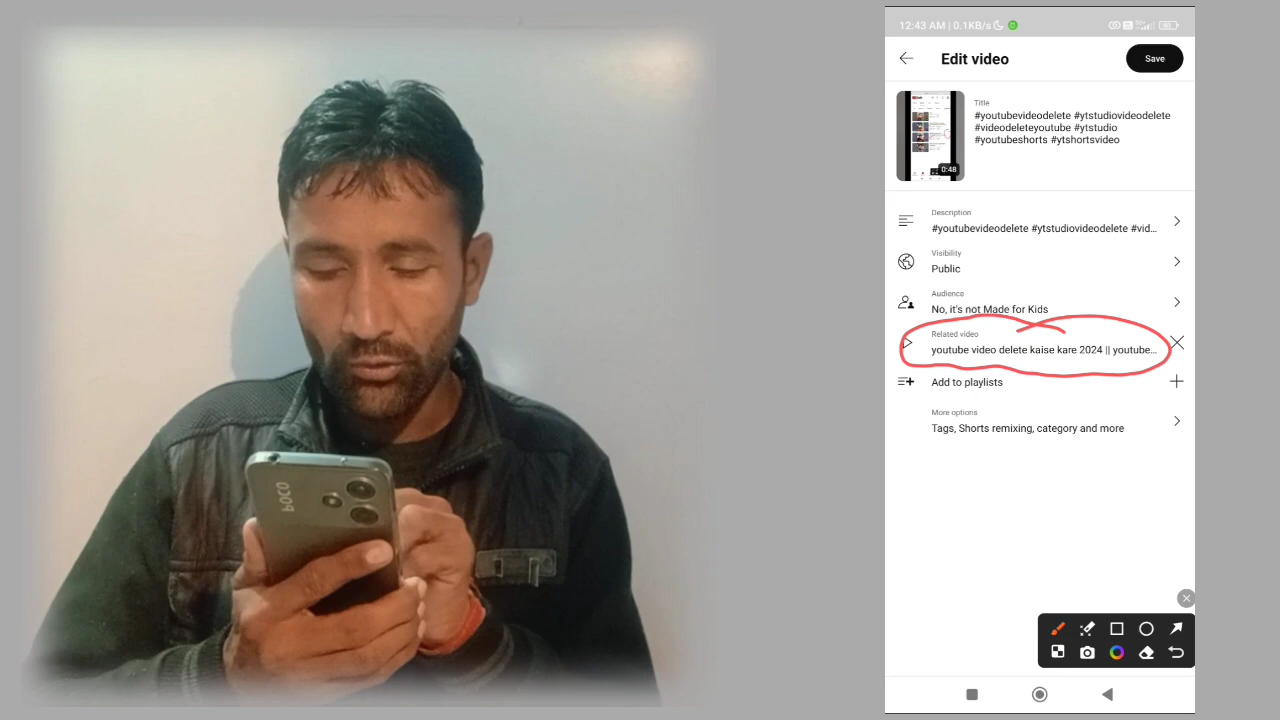 12:43 AM | 0.1KB/s
Edit video
Save
Title
#youtubevideodelete #ytstudiovideodelete
#videodeleteyoutube #ytstudio
#youtubeshorts #ytshortsvideo
0:48
Description
#youtubevideodelete #ytstudiovideodelete #vid...
Visibility
Public
Audience
No, it's not Made for Kids
Related video
youtube video delete kaise kare 2024 || youtube...
Add to playlists
More options
Tags, Shorts remixing, category and more
POCO